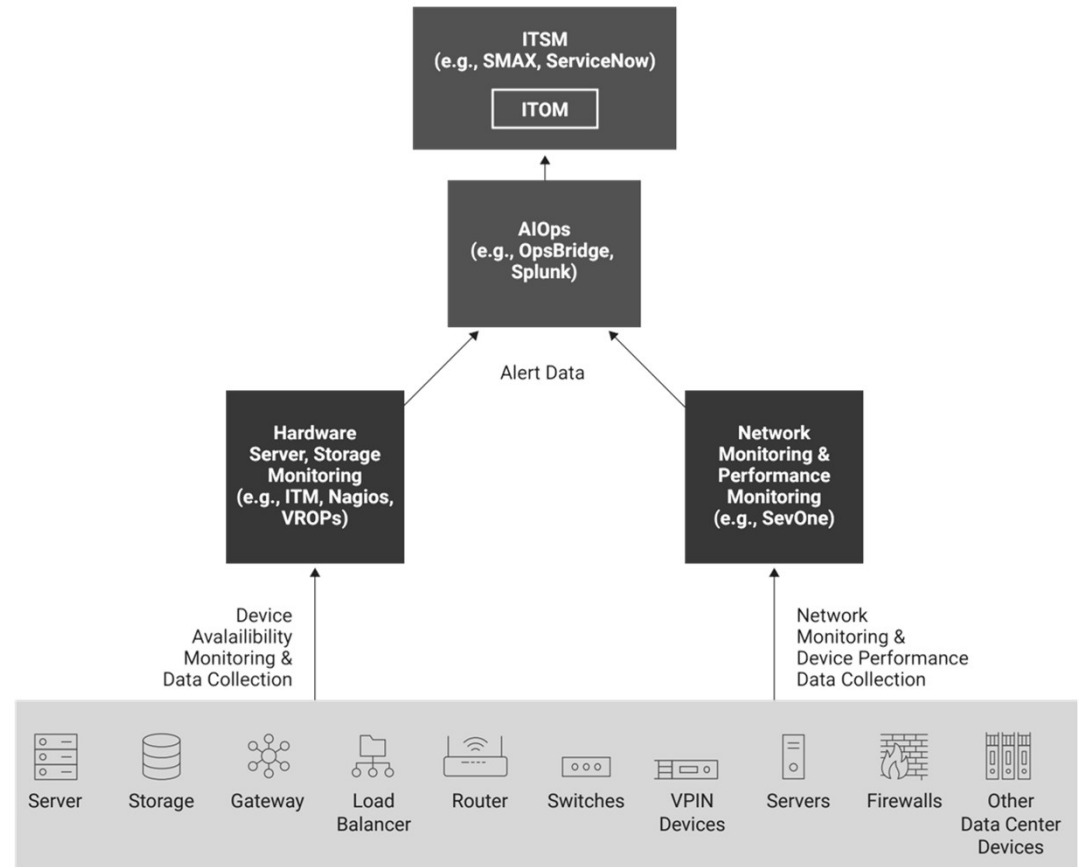 ITSM
(e.g., SMAX, ServiceNow)
ITOM
AIOps
(e.g., OpsBridge,
Splunk)
Alert Data
Hardware
Server, Storage
Monitoring
(e.g., ITM, Nagios,
VROPs)
Network
Monitoring &
Performance
Monitoring
(e.g., SevOne)
Device
Avalailibility
Monitoring &
Data Collection
Network
Monitoring &
Device Performance
Data Collection
Server
Storage
Gateway
Load
Balancer
Router
Switches
VPIN
Devices
Servers
Firewalls
Other
Data Center
Devices